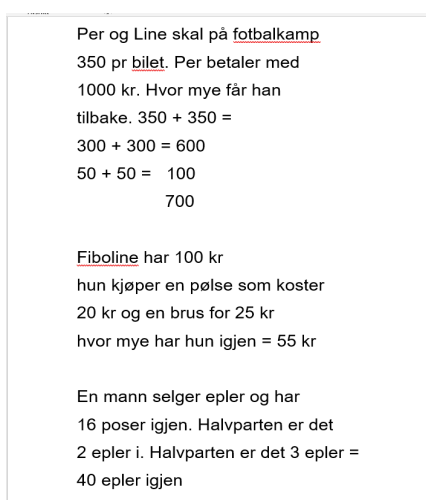 Per og Line skal på fotbalkamp
350 pr bilet. Per betaler med
1000 kr. Hvor mye får han
tilbake. 350 + 350 =
300 + 300 = 600
50 + 50 = 100
700
Fiboline har 100 kr
hun kjøper en pølse som koster
20 kr og en brus for 25 kr
hvor mye har hun igjen = 55 kr
En mann selger epler og har
16 poser igjen. Halvparten er det
2 epler i. Halvparten er det 3 epler =
40 epler igjen